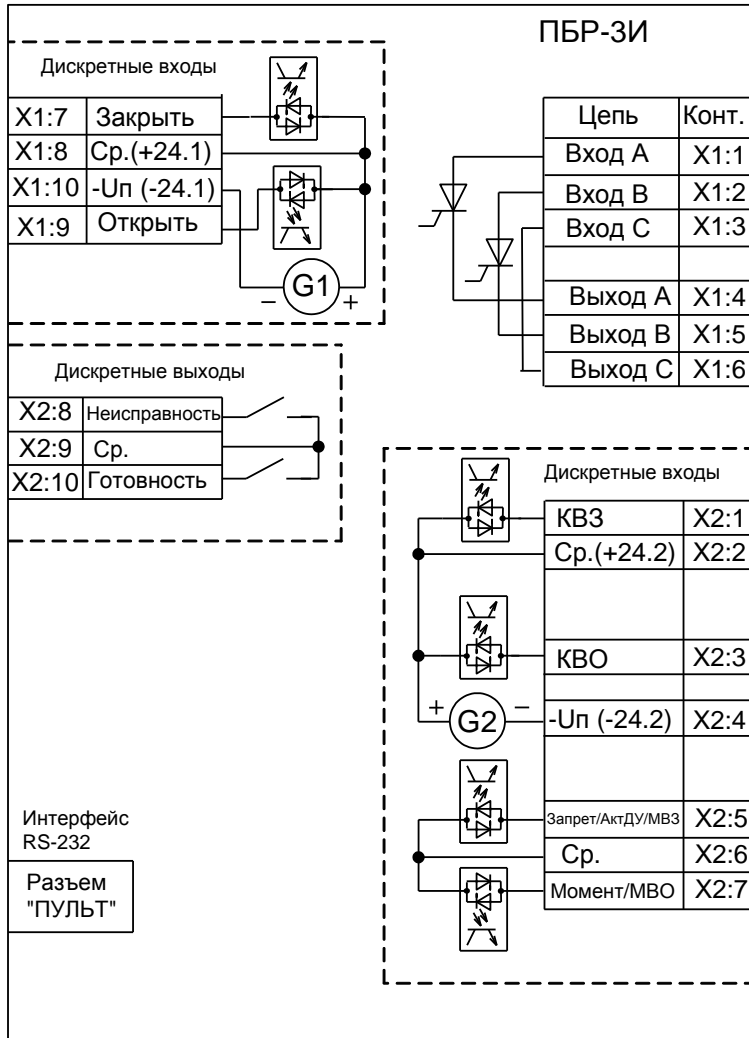 ПБР-3И
Дискретные входы
X1:7 Закрыть
X1:8 Ср.(+24.1)
X1:10 -Uп (-24.1)
X1:9 Открыть
G1
− +
Цепь Конт.
Вход А X1:1
Вход В X1:2
Вход С X1:3
Выход А X1:4
Выход В X1:5
Выход С X1:6
Дискретные выходы
X2:8 Неисправность
X2:9 Ср.
X2:10 Готовность
Дискретные входы
КВЗ X2:1
Ср.(+24.2) X2:2
КВО X2:3
+ G2 −
-Uп (-24.2) X2:4
Запрет/АктДУ/МВЗ X2:5
Ср. X2:6
Момент/МВО X2:7
Интерфейс
RS-232
Разъем
"ПУЛЬТ"